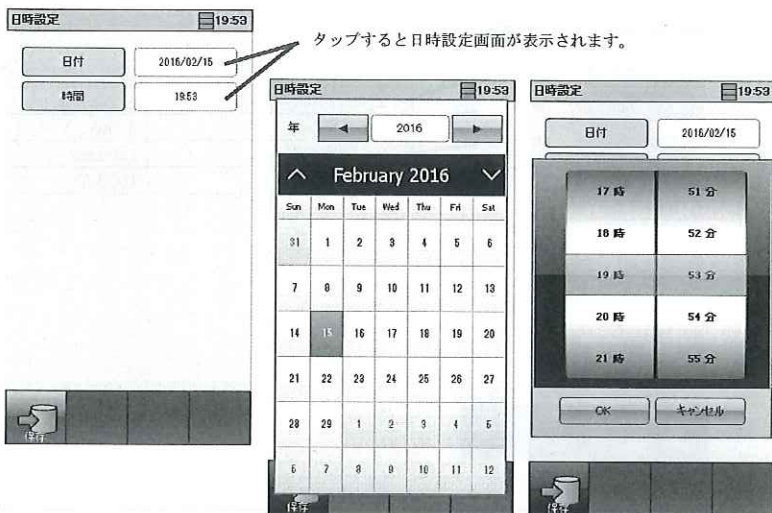 日時設定 19:53
日付 2016/02/15
時間 19:53
保存
タップすると日時設定画面が表示されます。
日時設定 19:53
年 ◀ 2016 ▶
February 2016
Sun Mon Tue Wed Thu Fri Sat
31 1 2 3 4 5 6
7 8 9 10 11 12 13
14 15 16 17 18 19 20
21 22 23 24 25 26 27
28 29 1 2 3 4 5
6 7 8 9 10 11 12
保存
日時設定 19:53
日付 2016/02/15
17 時 51 分
18 時 52 分
19 時 53 分
20 時 54 分
21 時 55 分
OK キャンセル
保存